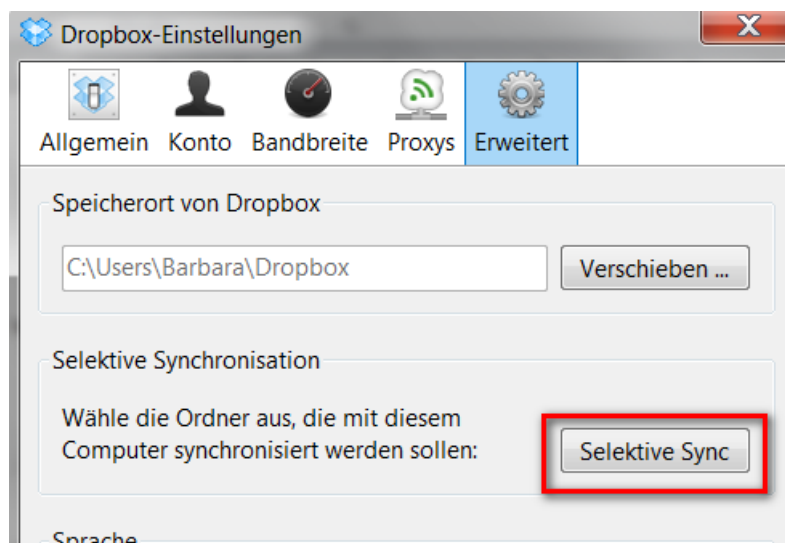 Dropbox-Einstellungen
Allgemein Konto Bandbreite Proxys Erweitert
Speicherort von Dropbox
C:\Users\Barbara\Dropbox Verschieben ...
Selektive Synchronisation
Wähle die Ordner aus, die mit diesem
Computer synchronisiert werden sollen: Selektive Sync
Sprache